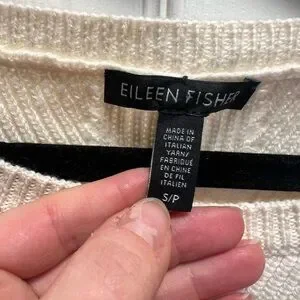 EILEEN FISHER
MADE IN
CHINA OF
ITALIAN
YARN/
FABRIQUÉ
EN CHINE
DE FIL
ITALIEN
S/P